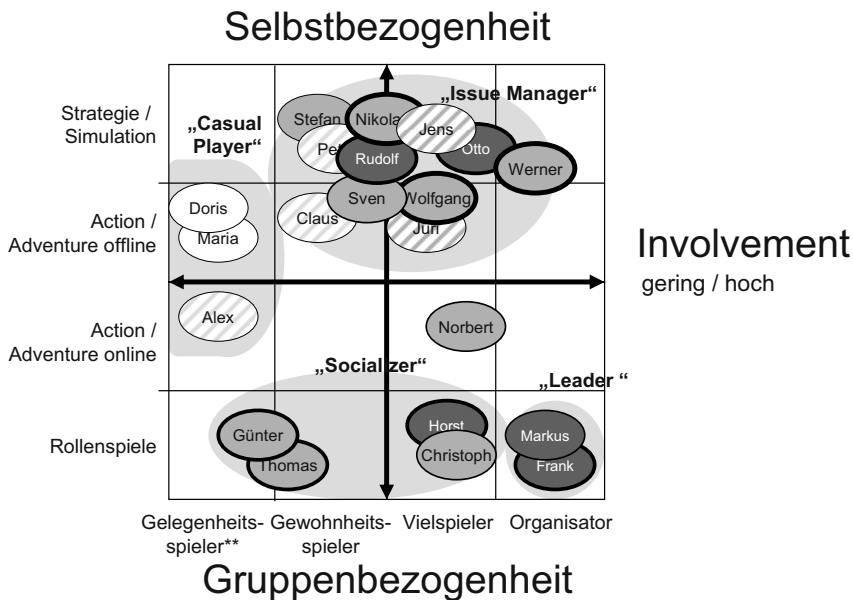 Selbstbezogenheit
Strategie /
Simulation
„Casual
Player“
„Issue Manager“
Stefan
Nikola
Jens
Pet
Rudolf
Otto
Werner
Action /
Adventure offline
Doris
Maria
Claus
Sven
Wolfgang
Juri
Involvement
gering / hoch
Action /
Adventure online
Alex
Norbert
„Socializer“
„Leader “
Rollenspiele
Günter
Thomas
Horst
Christoph
Markus
Frank
Gelegenheits-
spieler**
Gewohnheits-
spieler
Vielspieler
Organisator
Gruppenbezogenheit